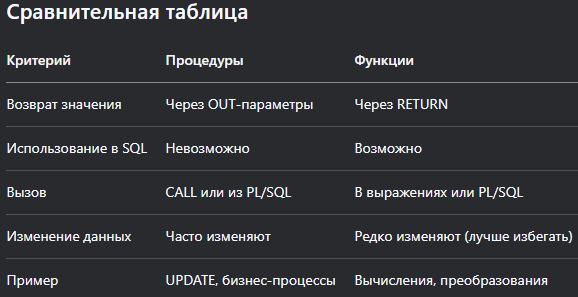 Сравнительная таблица
Критерий Процедуры Функции
Возврат значения Через OUT-параметры Через RETURN
Использование в SQL Невозможно Возможно
Вызов CALL или из PL/SQL В выражениях или PL/SQL
Изменение данных Часто изменяют Редко изменяют (лучше избегать)
Пример UPDATE, бизнес-процессы Вычисления, преобразования